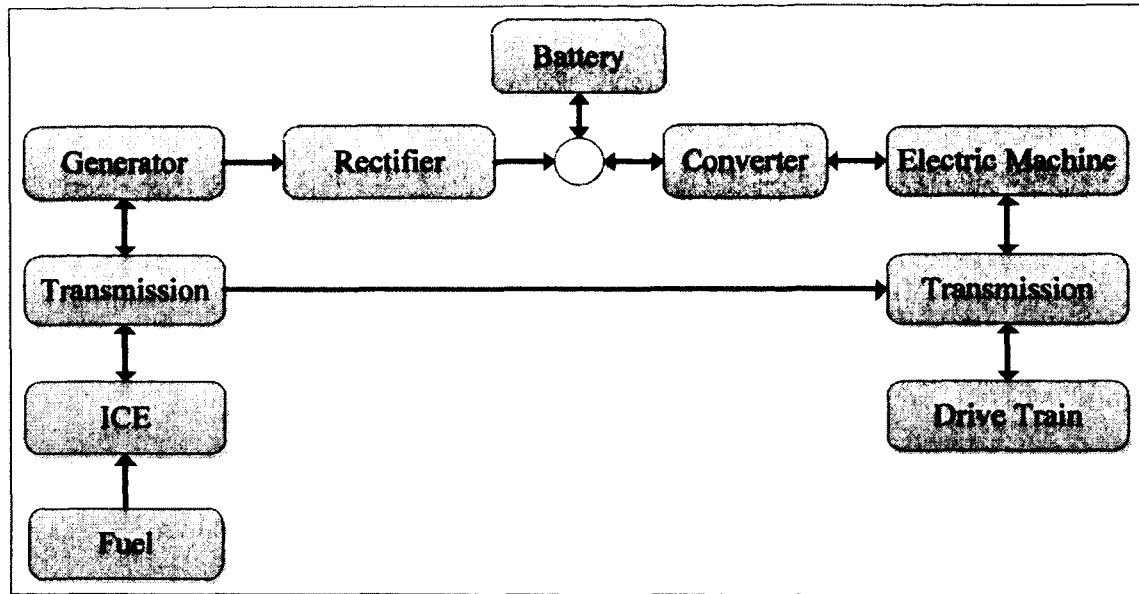 Battery
Generator
Rectifier
Converter
Electric Machine
Transmission
Transmission
ICE
Drive Train
Fuel